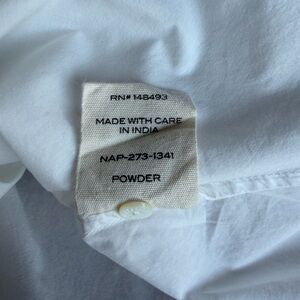 RN# 148493
MADE WITH CARE
IN INDIA
NAP-273-1341
POWDER